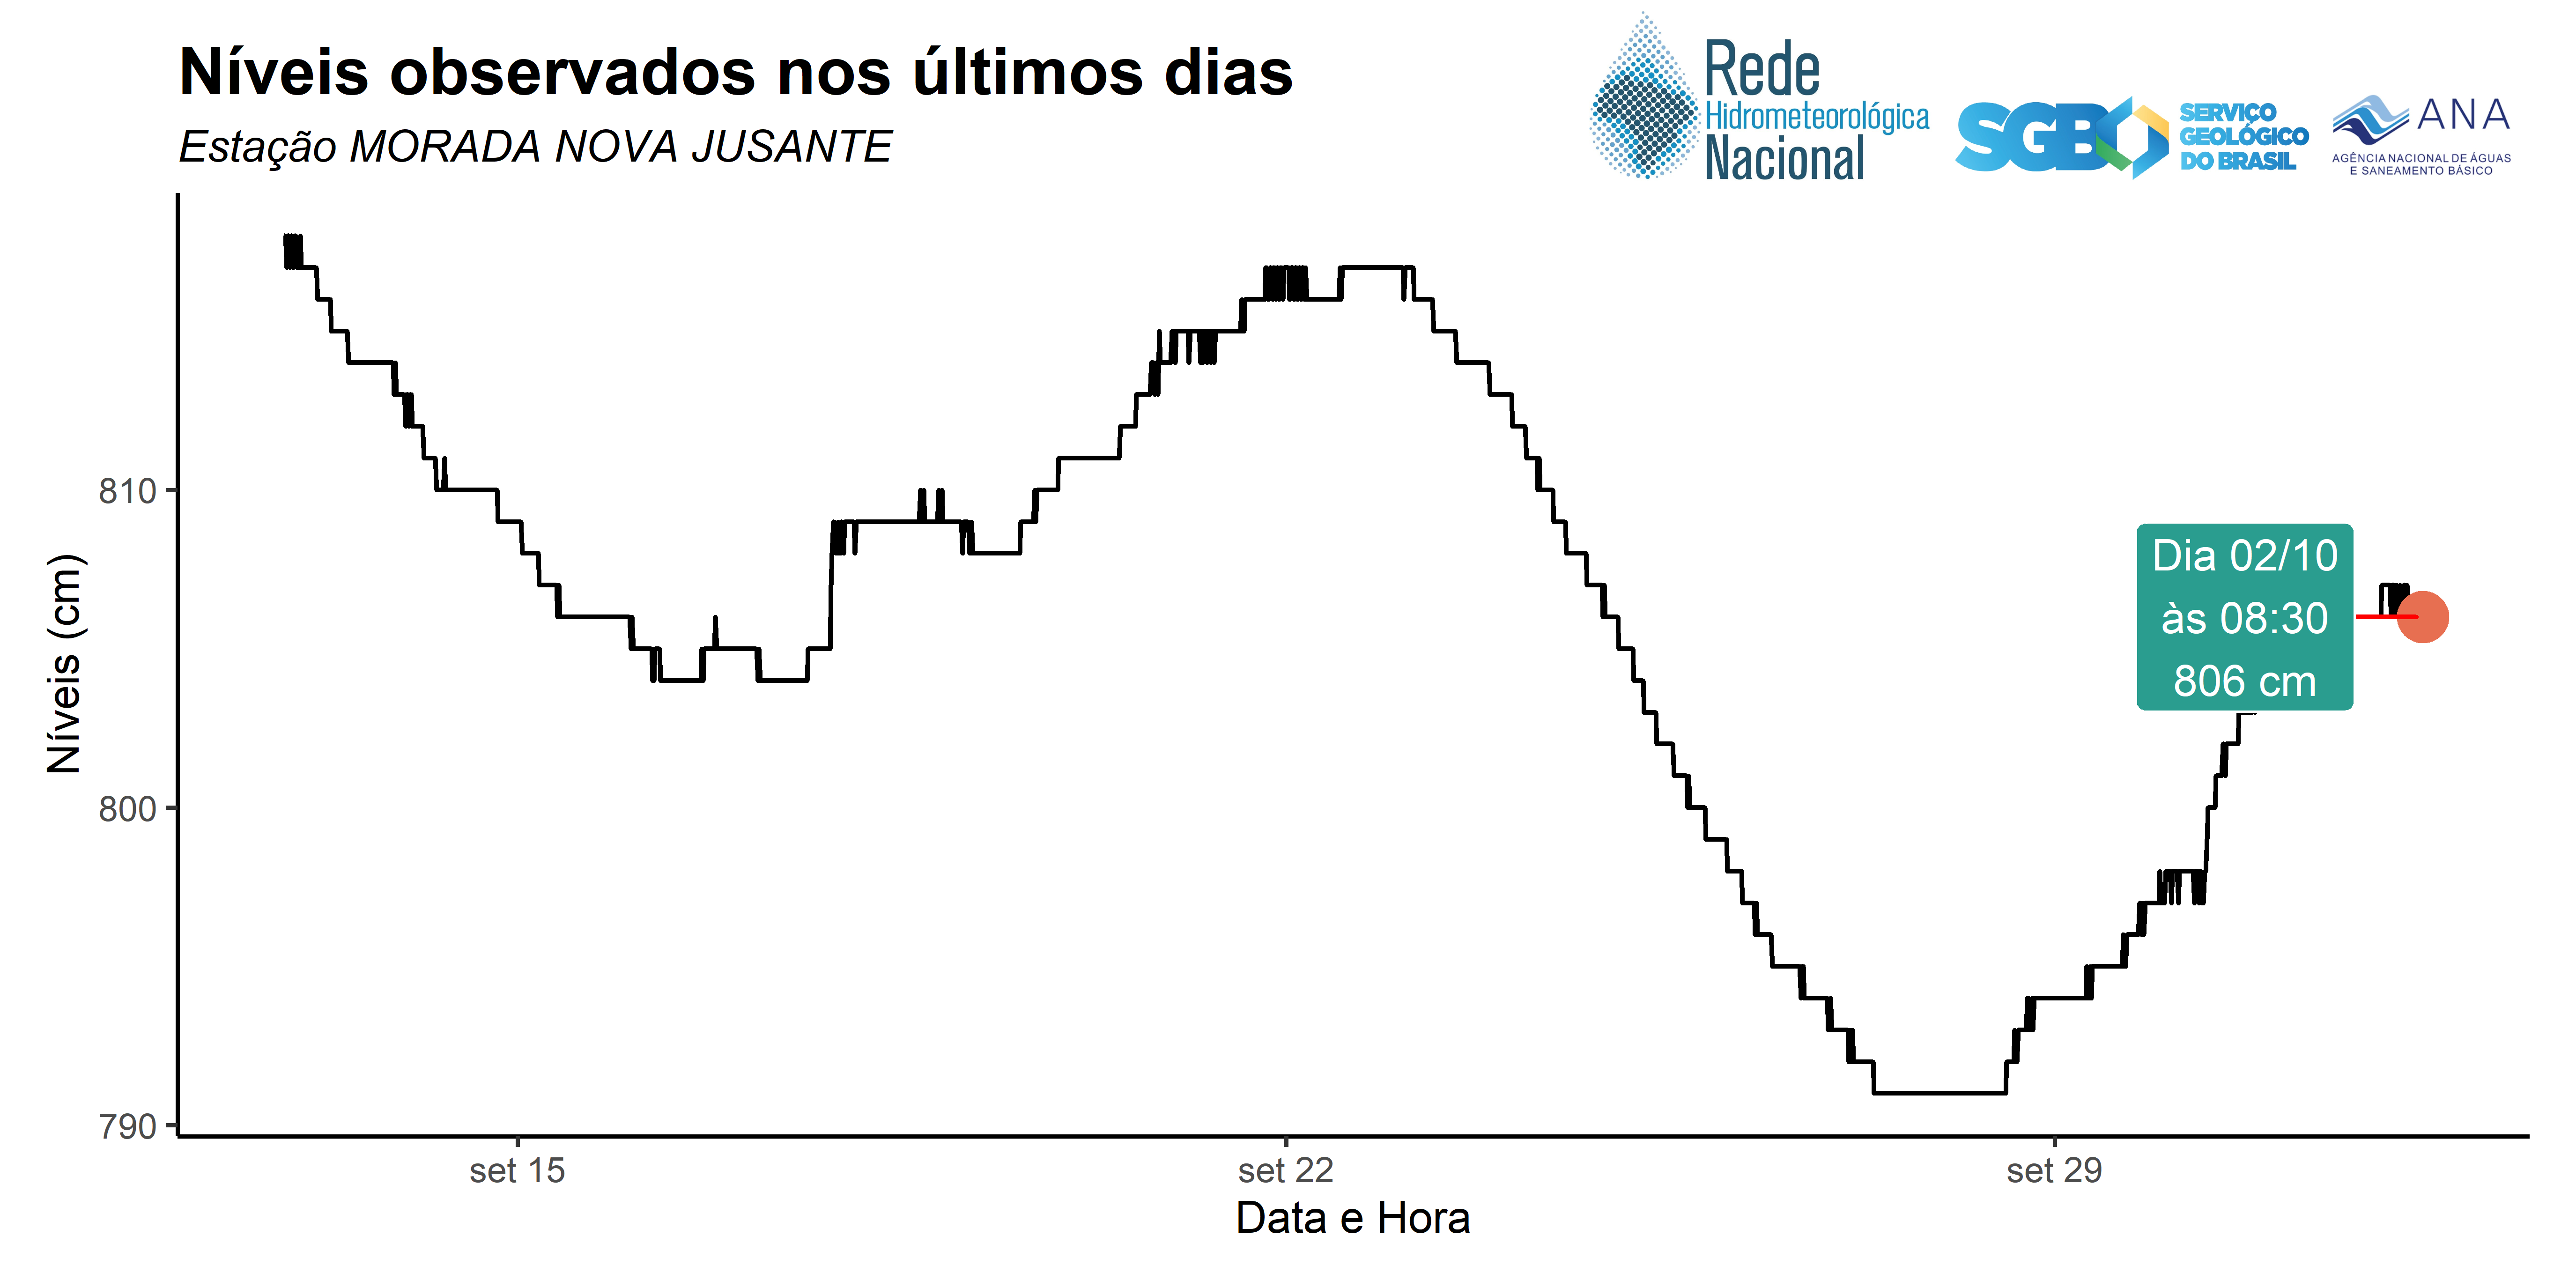 Níveis observados nos últimos dias
Estação MORADA NOVA JUSANTE
Rede
Hidrometeorológica
Nacional
SGB
SERVIÇO
GEOLÓGICO
DO BRASIL
ANA
AGÊNCIA NACIONAL DE ÁGUAS
E SANEAMENTO BÁSICO
Níveis (cm)
810
800
790
Dia 02/10
às 08:30
806 cm
set 15
set 22
set 29
Data e Hora